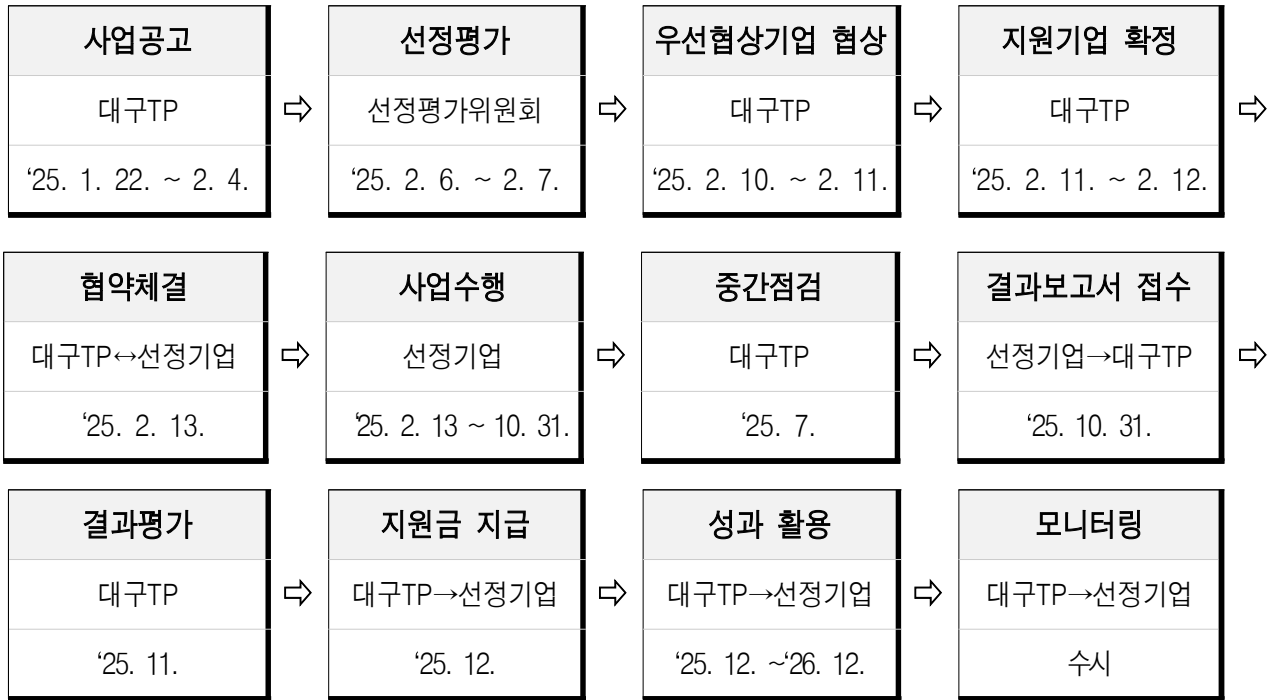 사업공고
대구TP
‘25. 1. 22. ~ 2. 4.
⇨
선정평가
선정평가위원회
‘25. 2. 6. ~ 2. 7.
⇨
우선협상기업 협상
대구TP
‘25. 2. 10. ~ 2. 11.
⇨
지원기업 확정
대구TP
‘25. 2. 11. ~ 2. 12.
⇨
협약체결
대구TP↔선정기업
‘25. 2. 13.
⇨
사업수행
선정기업
‘25. 2. 13 ~ 10. 31.
⇨
중간점검
대구TP
‘25. 7.
⇨
결과보고서 접수
선정기업→대구TP
‘25. 10. 31.
⇨
결과평가
대구TP
‘25. 11.
⇨
지원금 지급
대구TP→선정기업
‘25. 12.
⇨
성과 활용
대구TP→선정기업
‘25. 12. ~‘26. 12.
⇨
모니터링
대구TP→선정기업
수시